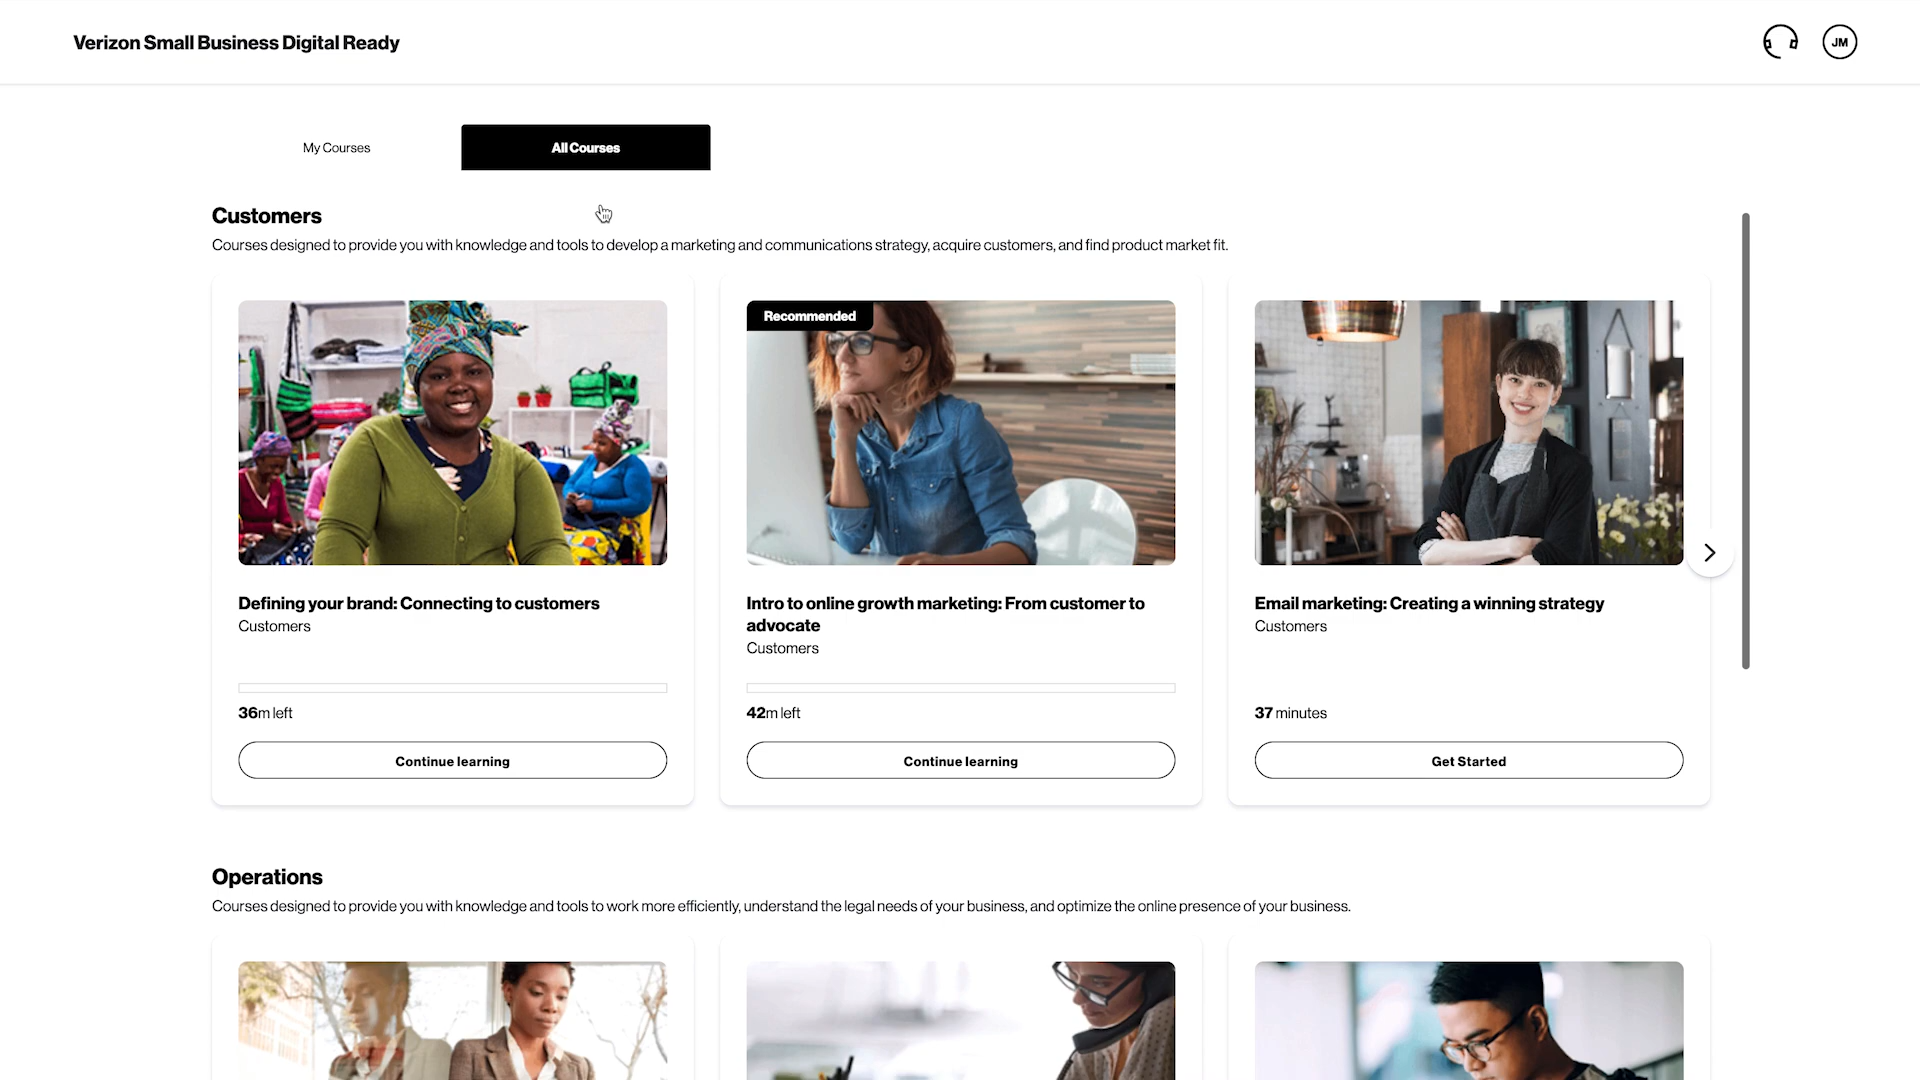 Verizon Small Business Digital Ready
JM
My Courses
All Courses
Customers
Courses designed to provide you with knowledge and tools to develop a marketing and communications strategy, acquire customers, and find product market fit.
Recommended
Defining your brand: Connecting to customers
Customers
36m left
Continue learning
Intro to online growth marketing: From customer to
advocate
Customers
42m left
Continue learning
Email marketing: Creating a winning strategy
Customers
37 minutes
Get Started
Operations
Courses designed to provide you with knowledge and tools to work more efficiently, understand the legal needs of your business, and optimize the online presence of your business.